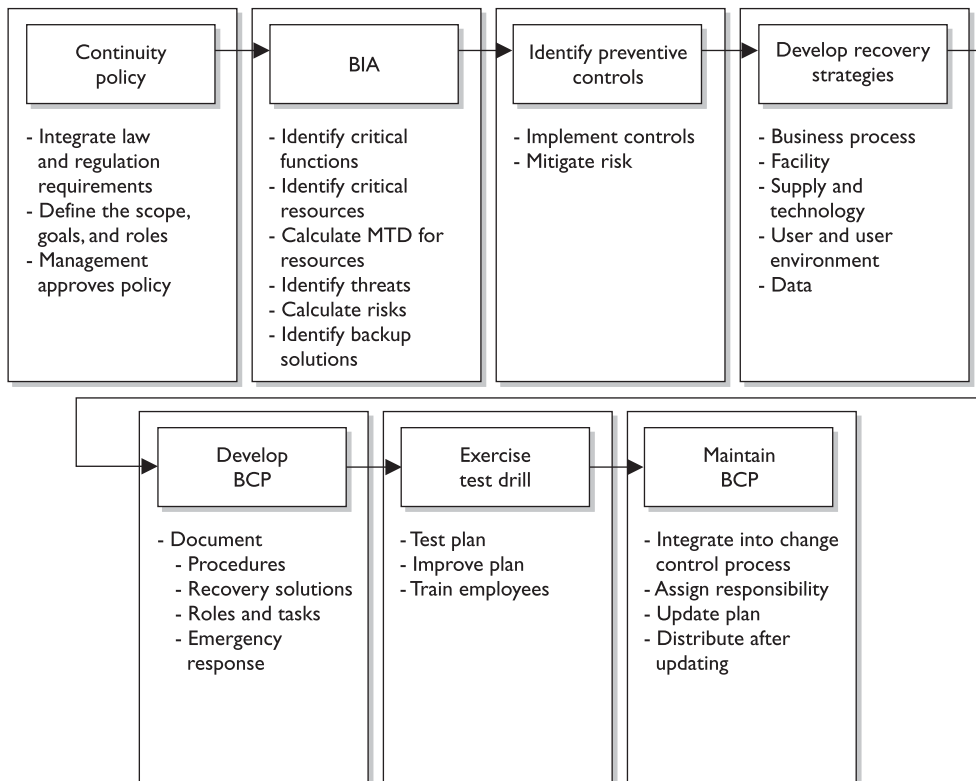 Continuity
policy
- Integrate law
and regulation
requirements
- Define the scope,
goals, and roles
- Management
approves policy
BIA
- Identify critical
functions
- Identify critical
resources
- Calculate MTD for
resources
- Identify threats
- Calculate risks
- Identify backup
solutions
Identify preventive
controls
- Implement controls
- Mitigate risk
Develop recovery
strategies
- Business process
- Facility
- Supply and
technology
- User and user
environment
- Data
Develop
BCP
- Document
- Procedures
- Recovery solutions
- Roles and tasks
- Emergency
response
Exercise
test drill
- Test plan
- Improve plan
- Train employees
Maintain
BCP
- Integrate into change
control process
- Assign responsibility
- Update plan
- Distribute after
updating